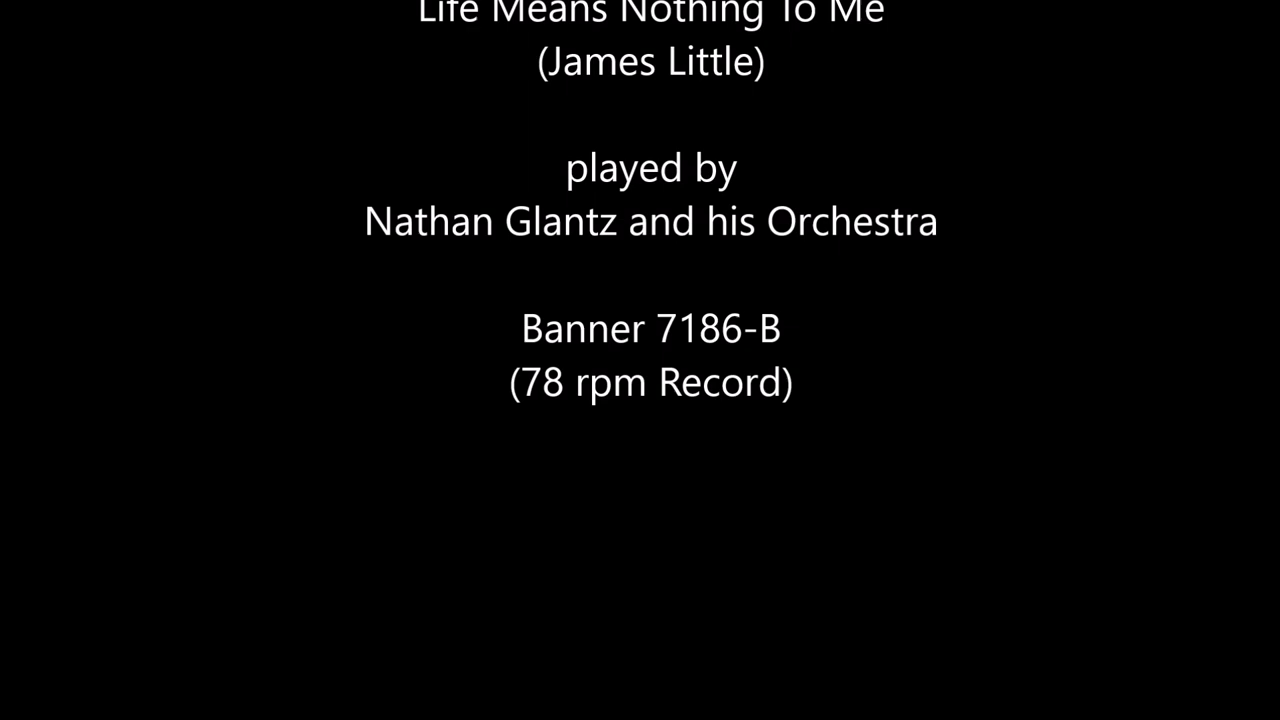 Life Means Nothing To Me
(James Little)
played by
Nathan Glantz and his Orchestra
Banner 7186-B
(78 rpm Record)